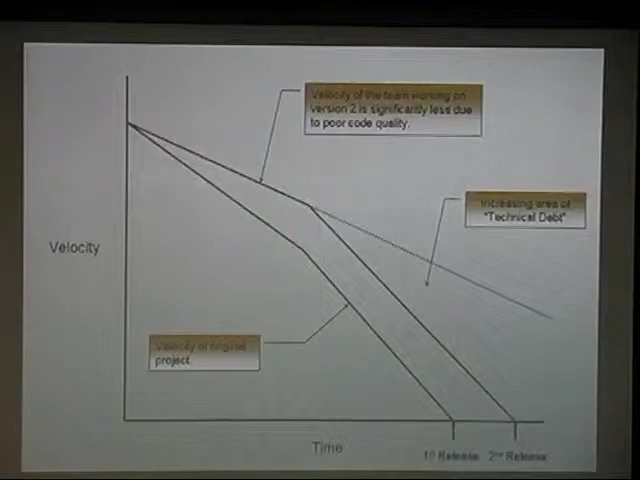 Velocity of the team working on
version 2 is significantly less due
to poor code quality.
Increasing area of
"Technical Debt"
Velocity
Velocity of original
project.
Time
1st Release 2nd Release